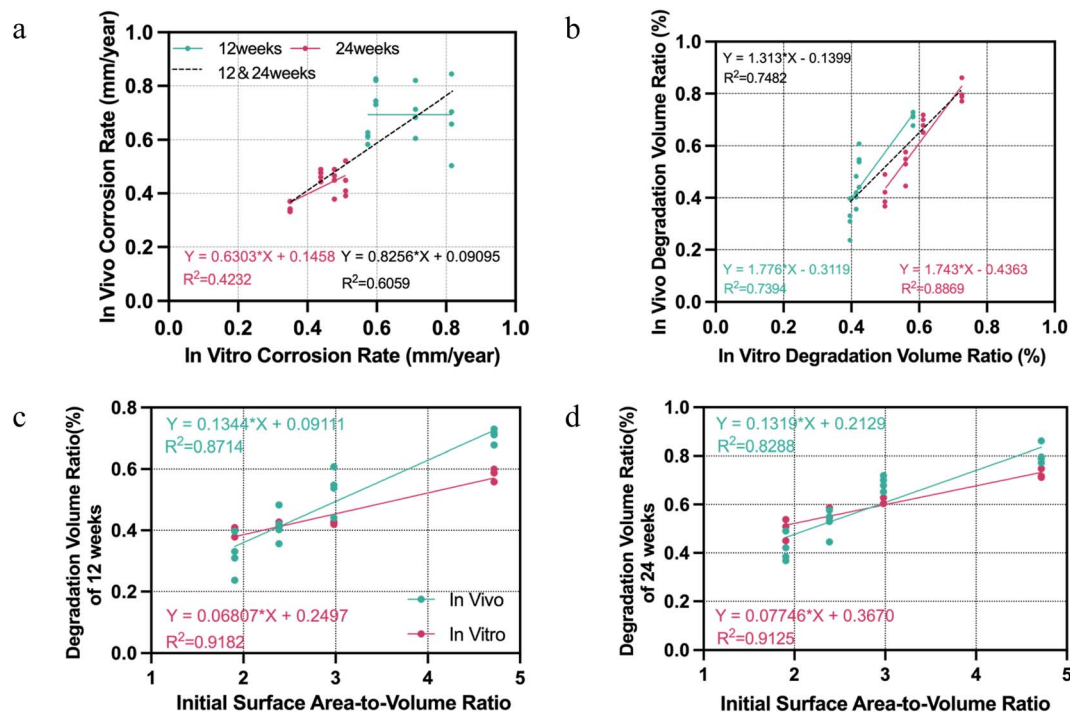 a
In Vivo Corrosion Rate (mm/year)
1.0
0.8
0.6
0.4
0.2
0.0
12weeks
24weeks
12 & 24weeks
Y = 0.6303*X + 0.1458
R²=0.4232
Y = 0.8256*X + 0.09095
R²=0.6059
0.0 0.2 0.4 0.6 0.8 1.0
In Vitro Corrosion Rate (mm/year)
b
In Vivo Degradation Volume Ratio (%)
1.0
0.8
0.6
0.4
0.2
0.0
Y = 1.313*X - 0.1399
R²=0.7482
Y = 1.776*X - 0.3119
R²=0.7394
Y = 1.743*X - 0.4363
R²=0.8869
0.0 0.2 0.4 0.6 0.8 1.0
In Vitro Degradation Volume Ratio (%)
c
Degradation Volume Ratio(%)
of 12 weeks
0.8
0.6
0.4
0.2
0.0
Y = 0.1344*X + 0.09111
R²=0.8714
Y = 0.06807*X + 0.2497
R²=0.9182
In Vivo
In Vitro
1 2 3 4 5
Initial Surface Area-to-Volume Ratio
d
Degradation Volume Ratio(%)
of 24 weeks
1.0
0.8
0.6
0.4
0.2
0.0
Y = 0.1319*X + 0.2129
R²=0.8288
Y = 0.07746*X + 0.3670
R²=0.9125
1 2 3 4 5
Initial Surface Area-to-Volume Ratio